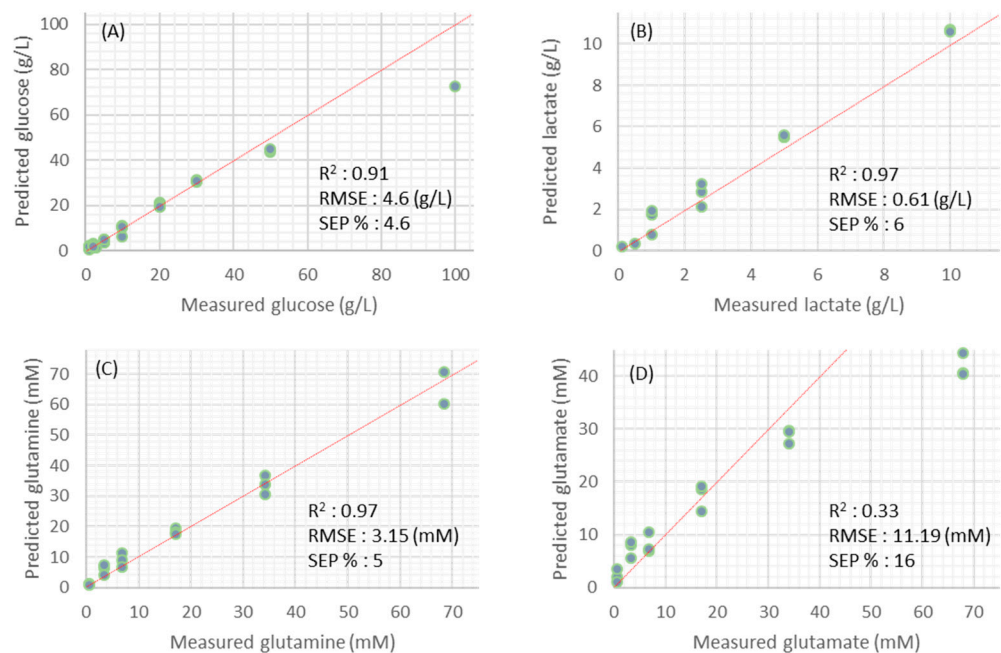 (A)
Predicted glucose (g/L)
100
80
60
40
20
0
R² : 0.91
RMSE : 4.6 (g/L)
SEP % : 4.6
0 20 40 60 80 100
Measured glucose (g/L)
(B)
Predicted lactate (g/L)
10
8
6
4
2
0
R² : 0.97
RMSE : 0.61 (g/L)
SEP % : 6
0 2 4 6 8 10
Measured lactate (g/L)
(C)
Predicted glutamine (mM)
70
60
50
40
30
20
10
0
R² : 0.97
RMSE : 3.15 (mM)
SEP % : 5
0 10 20 30 40 50 60 70
Measured glutamine (mM)
(D)
Predicted glutamate (mM)
40
30
20
10
0
R² : 0.33
RMSE : 11.19 (mM)
SEP % : 16
0 10 20 30 40 50 60 70
Measured glutamate (mM)